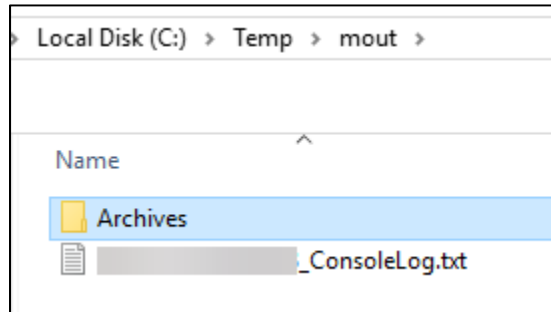 Local Disk (C:) > Temp > mout >
Name
Archives
_ConsoleLog.txt